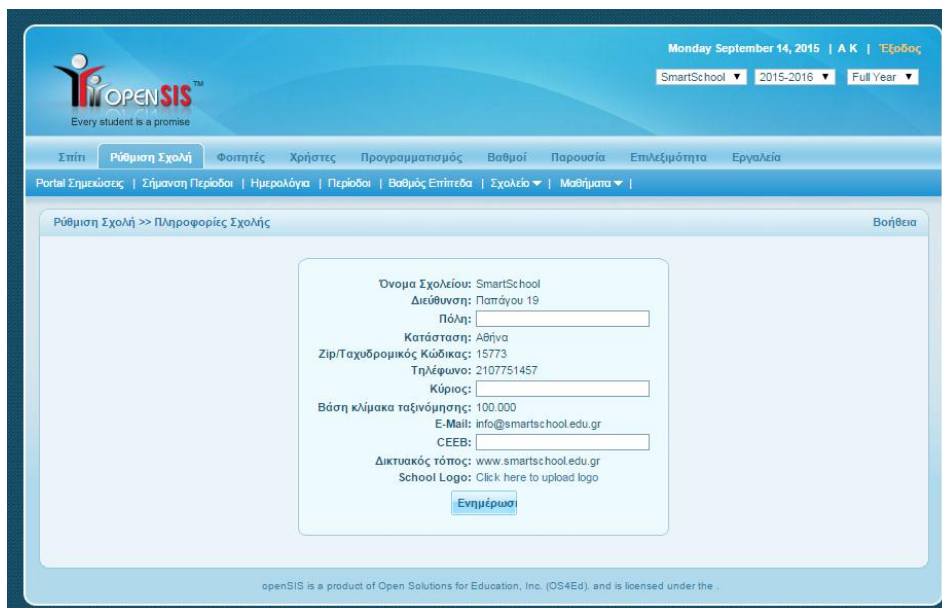 Monday September 14, 2015 | A K | Έξοδος
SmartSchool 2015-2016 Full Year
OPENSIS™
Every student is a promise
Σπίτι Ρύθμιση Σχολή Φοιτητές Χρήστες Προγραμματισμός Βαθμοί Παρουσία Επιλεξιμότητα Εργαλεία
Portal Σημειώσεις | Σήμανση Περίοδοι | Ημερολόγια | Περίοδοι | Βαθμός Επίπεδα | Σχολείο | Μαθήματα |
Ρύθμιση Σχολή >> Πληροφορίες Σχολής Βοήθεια
Όνομα Σχολείου: SmartSchool
Διεύθυνση: Παπάγου 19
Πόλη:
Κατάσταση: Αθήνα
Zip/Ταχυδρομικός Κώδικας: 15773
Τηλέφωνο: 2107751457
Κύριος:
Βάση κλίμακα ταξινόμησης: 100.000
E-Mail: info@smartschool.edu.gr
CEEB:
Δικτυακός τόπος: www.smartschool.edu.gr
School Logo: Click here to upload logo
Ενημέρωσι
openSIS is a product of Open Solutions for Education, Inc. (OS4Ed). and is licensed under the .